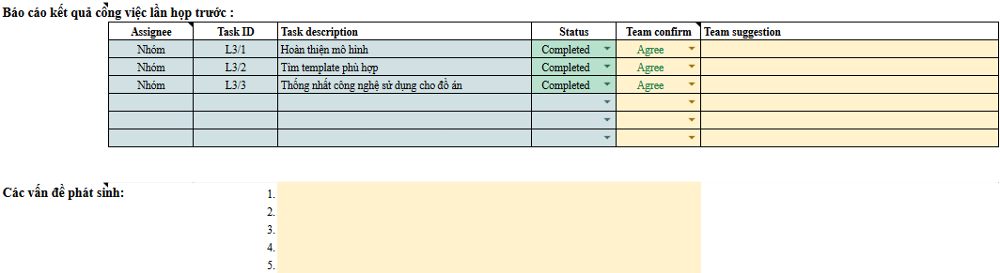 Báo cáo kết quả công việc lần họp trước :
Assignee Task ID Task description Status Team confirm Team suggestion
Nhóm L3/1 Hoàn thiện mô hình Completed Agree
Nhóm L3/2 Tìm template phù hợp Completed Agree
Nhóm L3/3 Thống nhất công nghệ sử dụng cho đồ án Completed Agree
Các vấn đề phát sinh:
1.
2.
3.
4.
5.